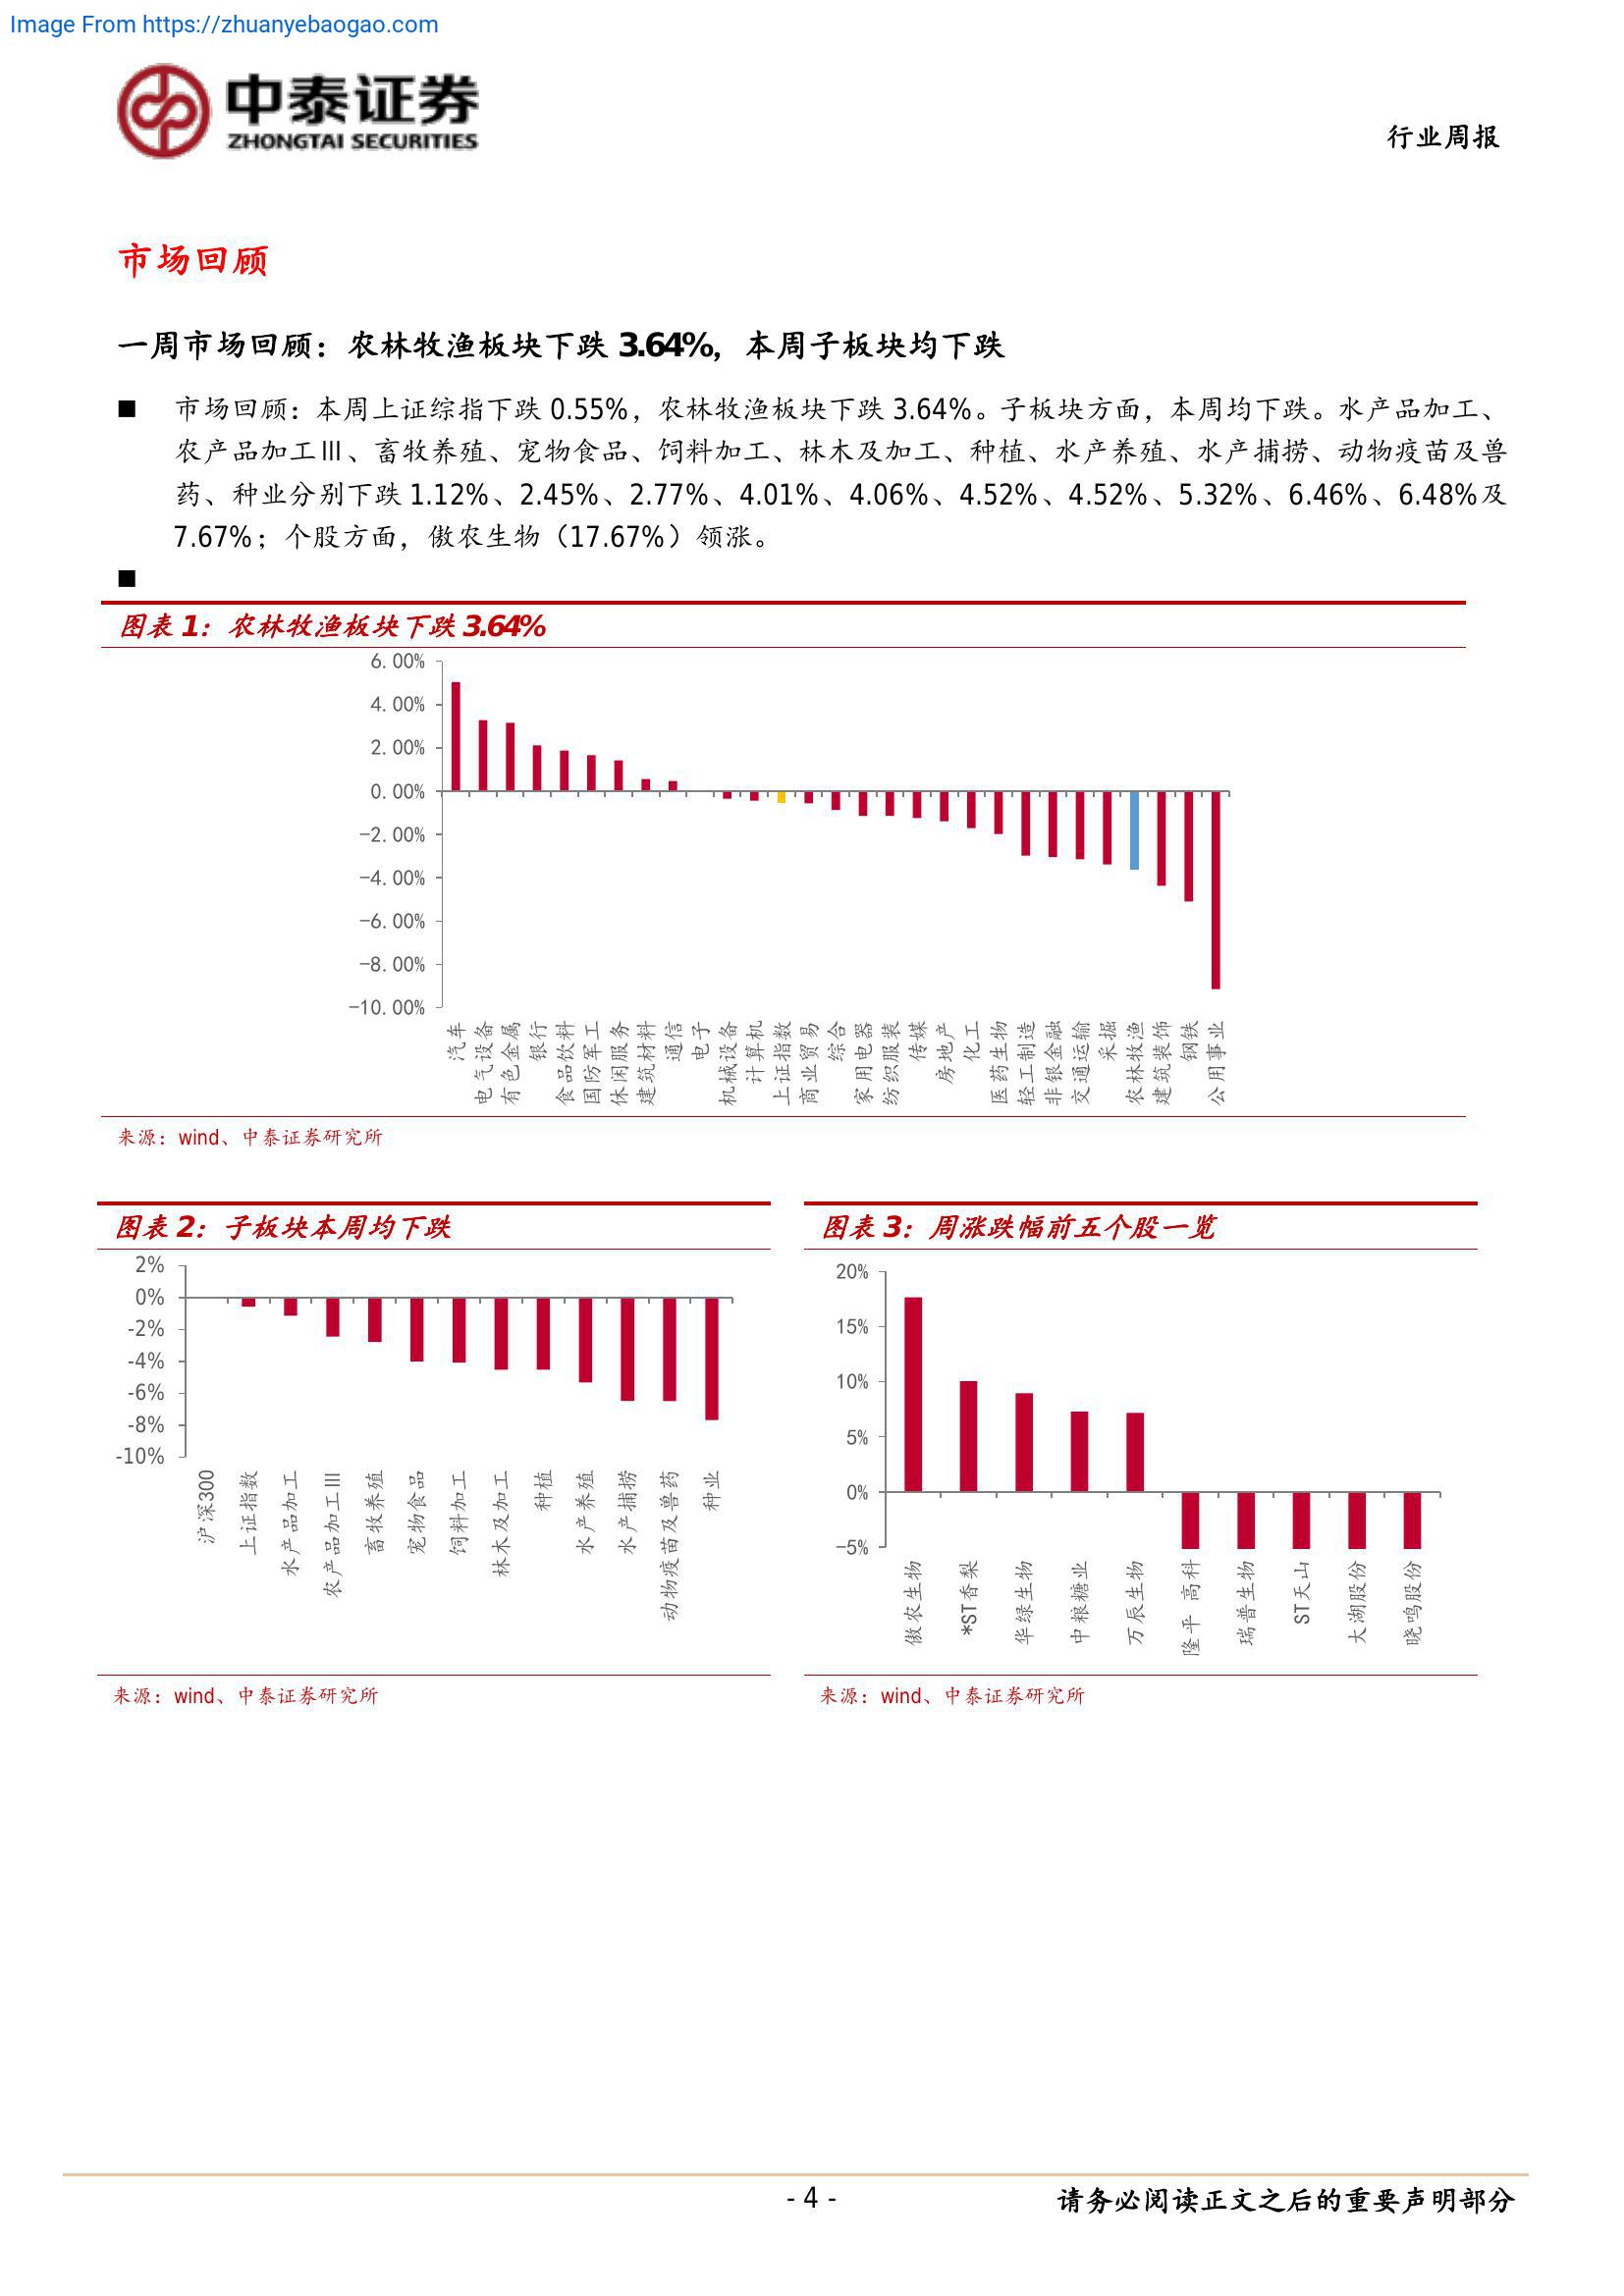 Image From https://zhuanyebaogao.com
中泰证券
ZHONGTAI SECURITIES
行业周报
市场回顾
一周市场回顾：农林牧渔板块下跌 3.64%，本周子板块均下跌
■ 市场回顾：本周上证综指下跌 0.55%，农林牧渔板块下跌 3.64%。子板块方面，本周均下跌。水产品加工、
农产品加工Ⅲ、畜牧养殖、宠物食品、饲料加工、林木及加工、种植、水产养殖、水产捕捞、动物疫苗及兽
药、种业分别下跌 1.12%、2.45%、2.77%、4.01%、4.06%、4.52%、4.52%、5.32%、6.46%、6.48%及
7.67%；个股方面，傲农生物（17.67%）领涨。
■
图表 1：农林牧渔板块下跌 3.64%
6.00%
4.00%
2.00%
0.00%
-2.00%
-4.00%
-6.00%
-8.00%
-10.00%
汽车
电气设备
有色金属
银行
食品饮料
国防军工
休闲服务
建筑材料
通信
电子
机械设备
计算机
上证指数
商业贸易
综合
家用电器
纺织服装
传媒
房地产
化工
医药生物
轻工制造
非银金融
交通运输
采掘
农林牧渔
建筑装饰
钢铁
公用事业
来源：wind、中泰证券研究所
图表 2：子板块本周均下跌
2%
0%
-2%
-4%
-6%
-8%
-10%
沪深300
上证指数
水产品加工
农产品加工Ⅲ
畜牧养殖
宠物食品
饲料加工
林木及加工
种植
水产养殖
水产捕捞
动物疫苗及兽药
种业
来源：wind、中泰证券研究所
图表 3：周涨跌幅前五个股一览
20%
15%
10%
5%
0%
-5%
傲农生物
*ST香梨
华绿生物
中粮糖业
万辰生物
隆平 高科
瑞普生物
ST天山
大湖股份
晓鸣股份
来源：wind、中泰证券研究所
- 4 -
请务必阅读正文之后的重要声明部分